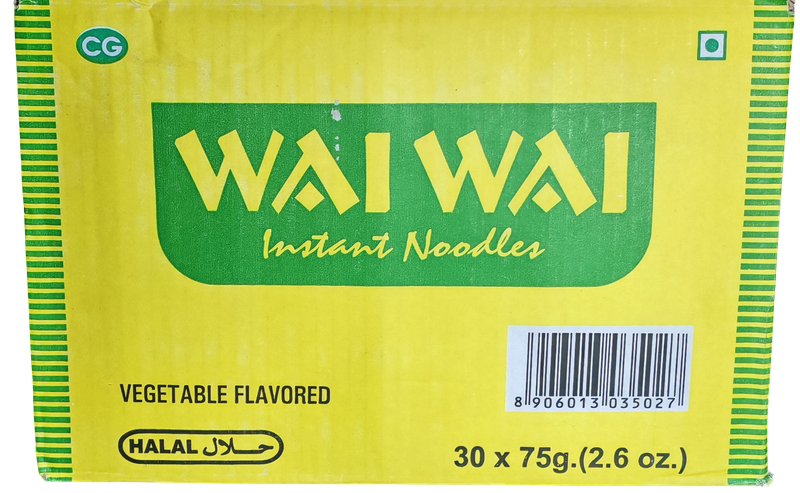 CG
WAI WAI
Instant Noodles
8 906013 035027
VEGETABLE FLAVORED
HALAL حلال
30 x 75g.(2.6 oz.)